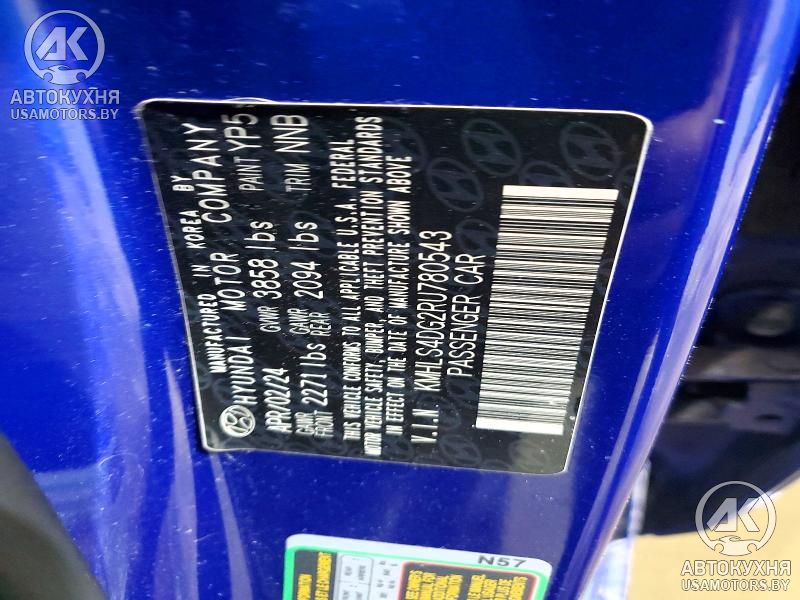 АК
АВТОКУХНЯ
USAMOTORS.BY
MANUFACTURED IN KOREA BY
HYUNDAI MOTOR COMPANY
APR/02/24 GVWR 3858 lbs PAINT YP5
GAWR FRONT 2271lbs GAWR REAR 2094 lbs TRIM NNB
THIS VEHICLE CONFORMS TO ALL APPLICABLE U.S.A. FEDERAL
MOTOR VEHICLE SAFETY, BUMPER, AND THEFT PREVENTION STANDARDS
IN EFFECT ON THE DATE OF MANUFACTURE SHOWN ABOVE
V.I.N. KMHLS4DG2RU780543
PASSENGER CAR
N57
АК
АВТОКУХНЯ
USAMOTORS.BY